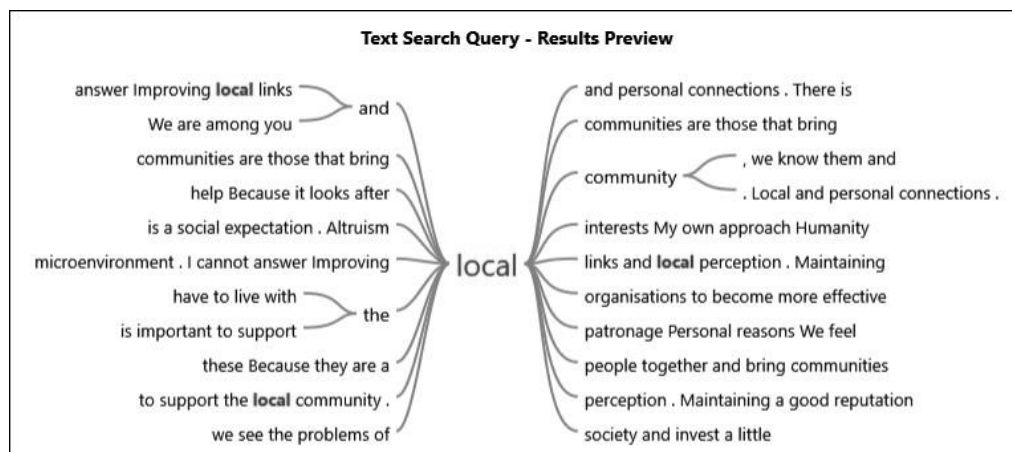 Text Search Query - Results Preview
answer Improving local links
We are among you
and
communities are those that bring
help Because it looks after
is a social expectation . Altruism
microenvironment . I cannot answer Improving
have to live with
is important to support
the
these Because they are a
to support the local community .
we see the problems of
local
and personal connections . There is
communities are those that bring
community
, we know them and
. Local and personal connections .
interests My own approach Humanity
links and local perception . Maintaining
organisations to become more effective
patronage Personal reasons We feel
people together and bring communities
perception . Maintaining a good reputation
society and invest a little